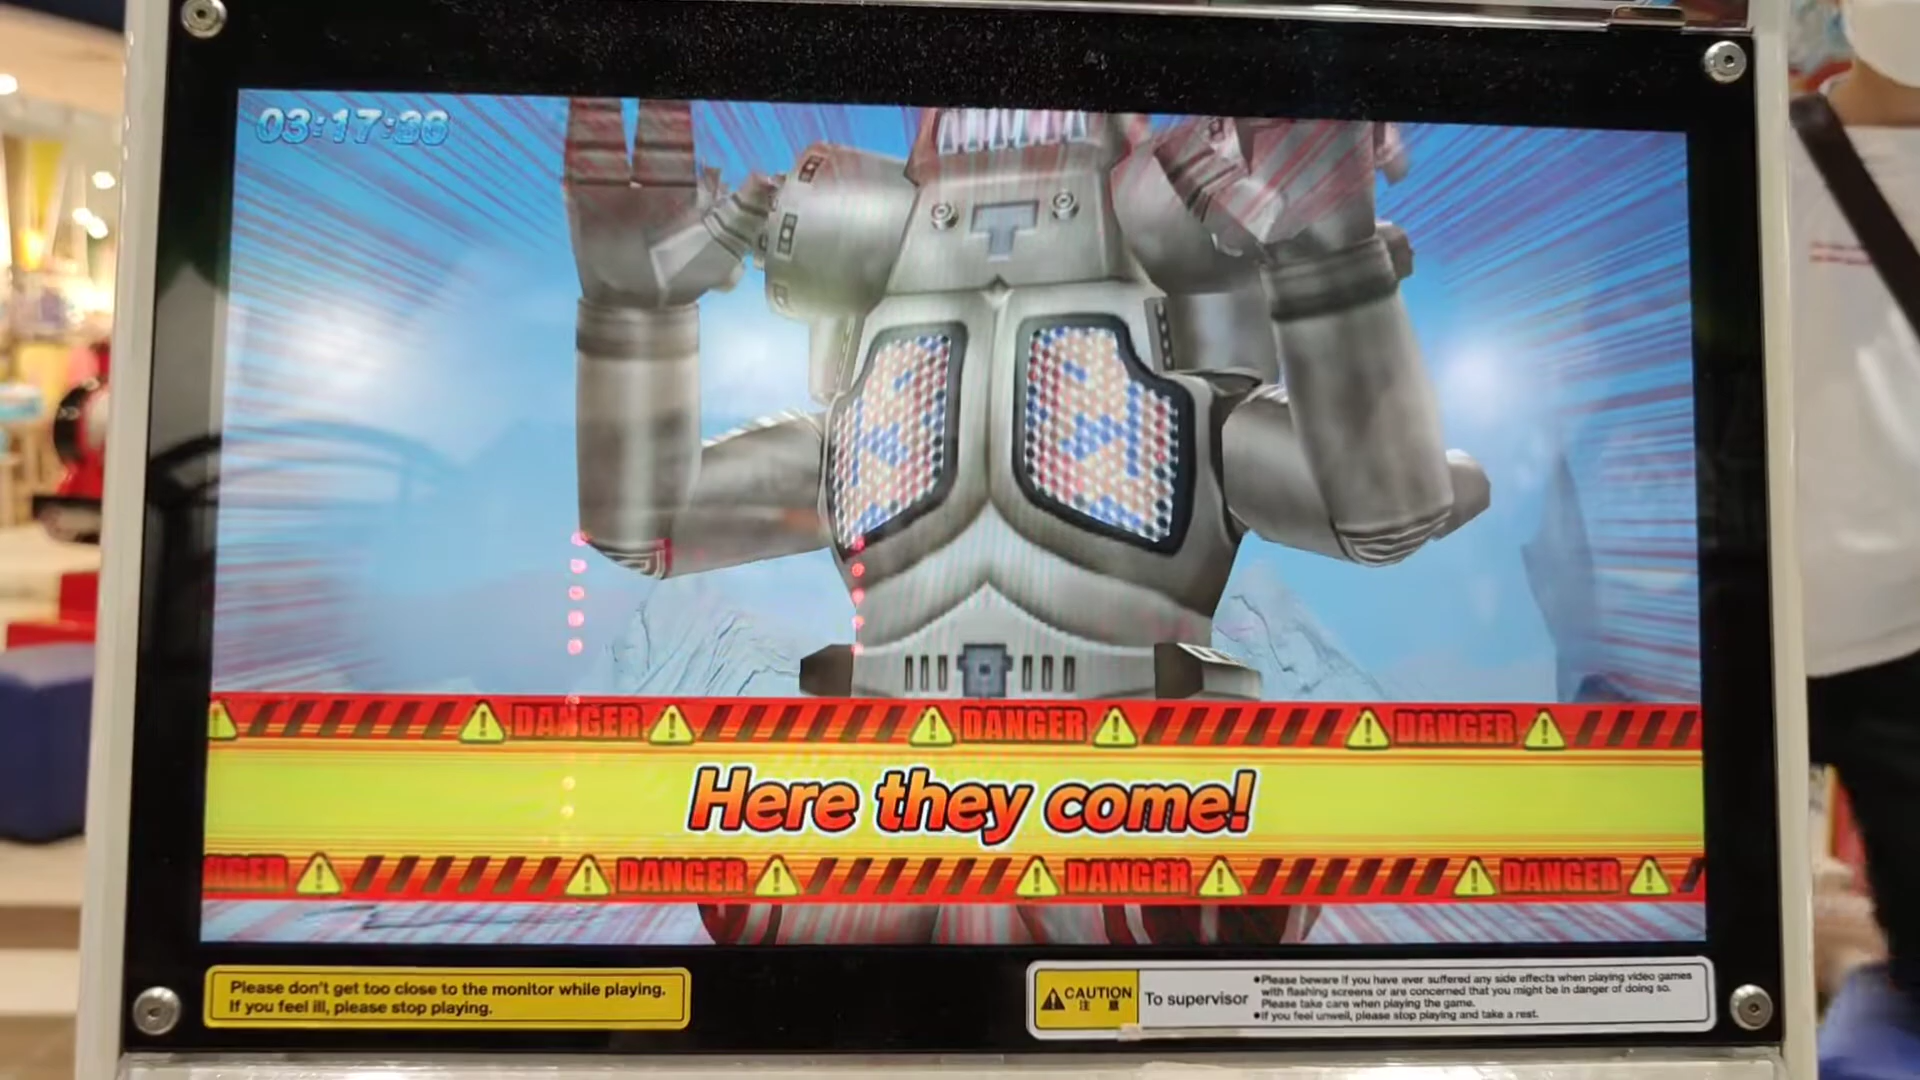 03:17:38
DANGER DANGER DANGER
Here they come!
DANGER DANGER DANGER
Please don't get too close to the monitor while playing.
If you feel ill, please stop playing.
CAUTION
注 意
To supervisor
•Please beware if you have ever suffered any side effects when playing video games
with flashing screens or are concerned that you might be in danger of doing so.
Please take care when playing the game.
•If you feel unwell, please stop playing and take a rest.